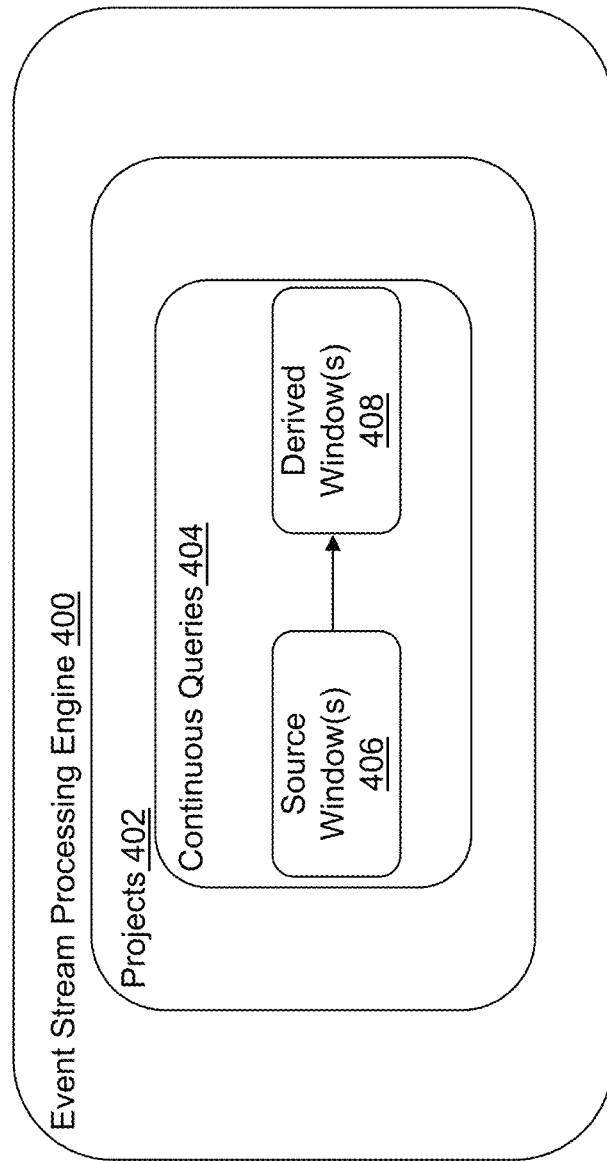 Event Stream Processing Engine 400
Projects 402
Continuous Queries 404
Source
Window(s)
406
Derived
Window(s)
408